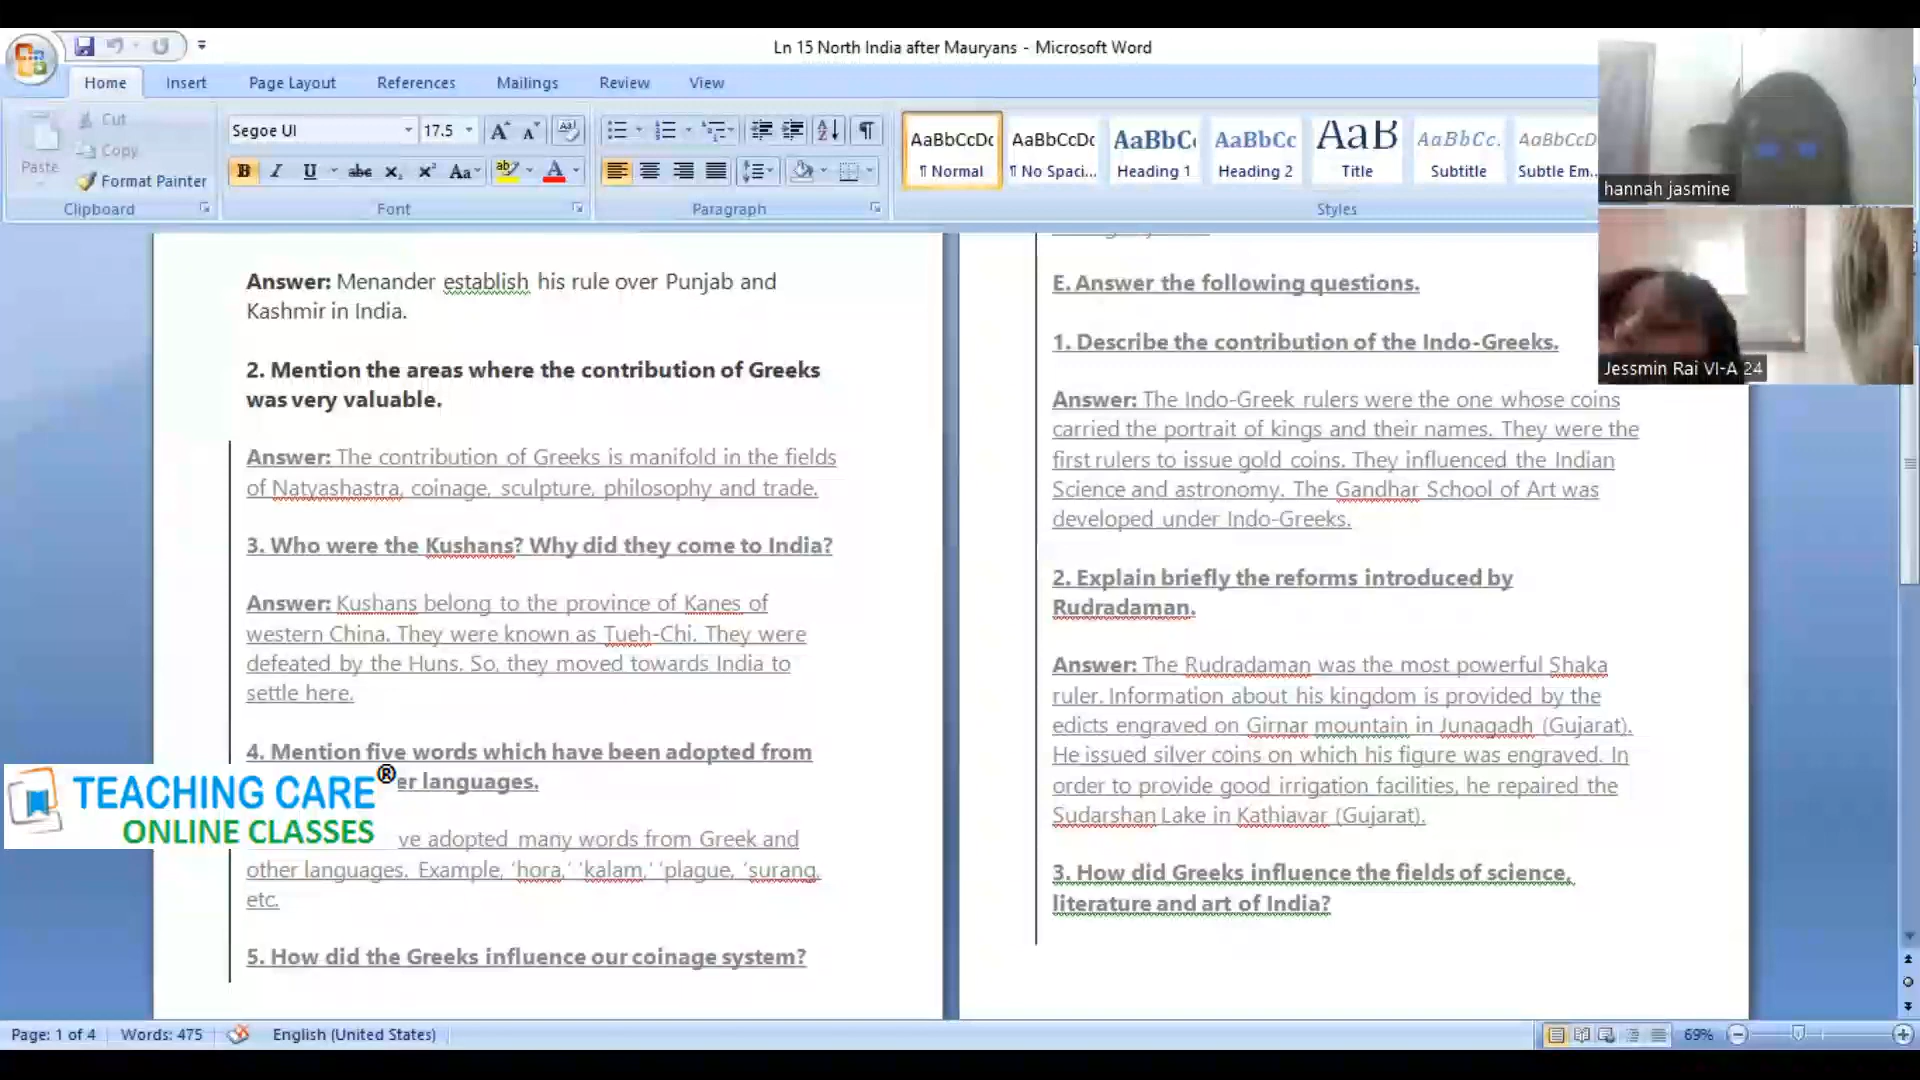 Ln 15 North India after Mauryans - Microsoft Word
Home Insert Page Layout References Mailings Review View
Paste
Cut
Copy
Format Painter
Clipboard
Segoe UI 17.5
Font
Paragraph
AaBbCcDc AaBbCcDc AaBbC AaBbCc AaB AaBbCc. AaBbCcD
¶ Normal ¶ No Spaci... Heading 1 Heading 2 Title Subtitle Subtle Em...
Styles
hannah jasmine
Jessmin Rai VI-A 24
Answer: Menander establish his rule over Punjab and
Kashmir in India.
2. Mention the areas where the contribution of Greeks
was very valuable.
Answer: The contribution of Greeks is manifold in the fields
of Natyashastra, coinage, sculpture, philosophy and trade.
3. Who were the Kushans? Why did they come to India?
Answer: Kushans belong to the province of Kanes of
western China. They were known as Tueh-Chi. They were
defeated by the Huns. So, they moved towards India to
settle here.
4. Mention five words which have been adopted from
er languages.
ve adopted many words from Greek and
other languages. Example, ‘hora,’ ‘kalam,’ ‘plague, ‘surang,
etc.
5. How did the Greeks influence our coinage system?
TEACHING CARE®
ONLINE CLASSES
E. Answer the following questions.
1. Describe the contribution of the Indo-Greeks.
Answer: The Indo-Greek rulers were the one whose coins
carried the portrait of kings and their names. They were the
first rulers to issue gold coins. They influenced the Indian
Science and astronomy. The Gandhar School of Art was
developed under Indo-Greeks.
2. Explain briefly the reforms introduced by
Rudradaman.
Answer: The Rudradaman was the most powerful Shaka
ruler. Information about his kingdom is provided by the
edicts engraved on Girnar mountain in Junagadh (Gujarat).
He issued silver coins on which his figure was engraved. In
order to provide good irrigation facilities, he repaired the
Sudarshan Lake in Kathiavar (Gujarat).
3. How did Greeks influence the fields of science,
literature and art of India?
Page: 1 of 4 Words: 475 English (United States) 69%